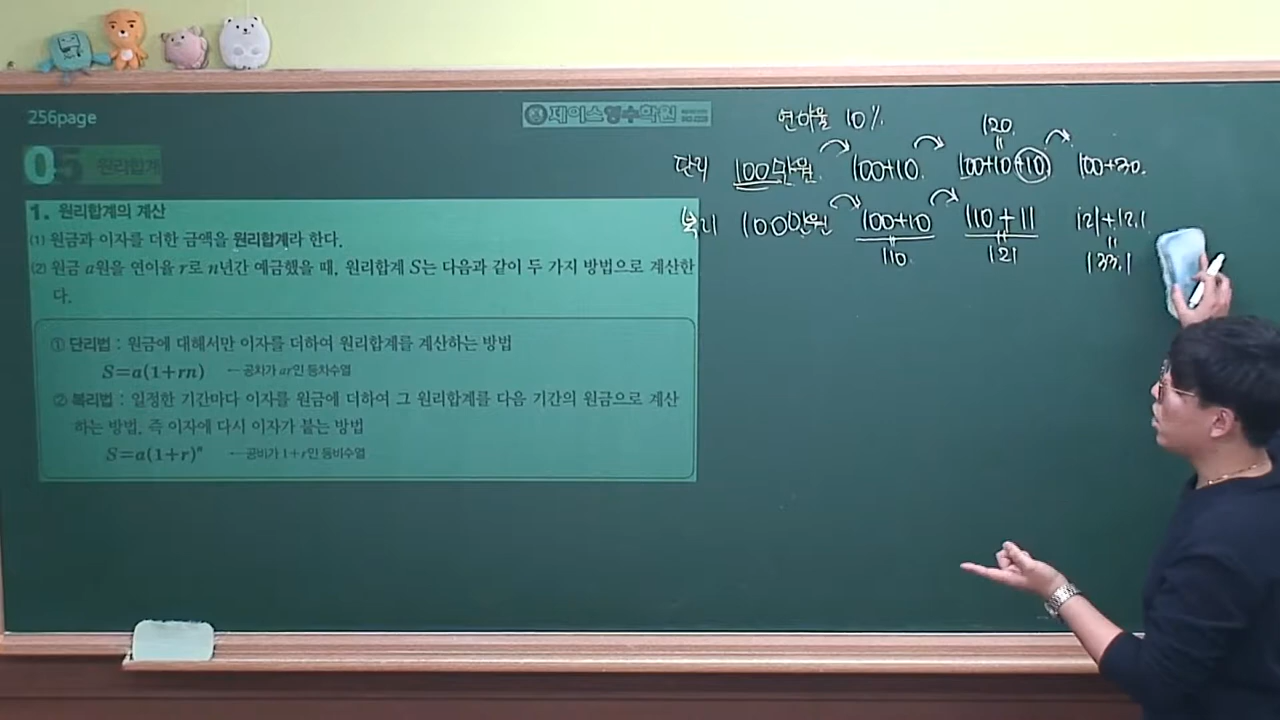 256page
제이스영수학원
05 원리합계
1. 원리합계의 계산
(1) 원금과 이자를 더한 금액을 원리합계라 한다.
(2) 원금 a원을 연이율 r로 n년간 예금했을 때, 원리합계 S는 다음과 같이 두 가지 방법으로 계산한
다.
① 단리법 : 원금에 대해서만 이자를 더하여 원리합계를 계산하는 방법
S=a(1+rn) ←공차가 ar인 등차수열
② 복리법 : 일정한 기간마다 이자를 원금에 더하여 그 원리합계를 다음 기간의 원금으로 계산
하는 방법, 즉 이자에 다시 이자가 붙는 방법
S=a(1+r)ⁿ ←공비가 1+r인 등비수열
연이율 10%
120.
단리 100만원. 100+10. 100+10+10. 100+30.
복리 100만원 100+10 110+11 121+12.1
110. 121 133.1